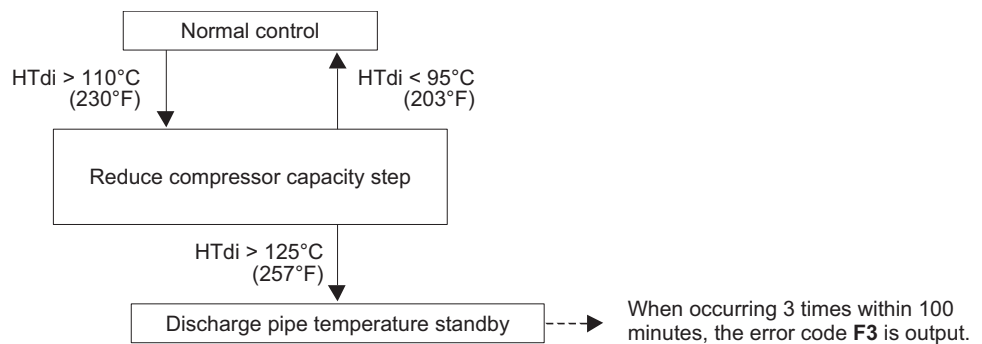 Normal control
HTdi > 110°C
(230°F)
HTdi < 95°C
(203°F)
Reduce compressor capacity step
HTdi > 125°C
(257°F)
Discharge pipe temperature standby
When occurring 3 times within 100
minutes, the error code F3 is output.